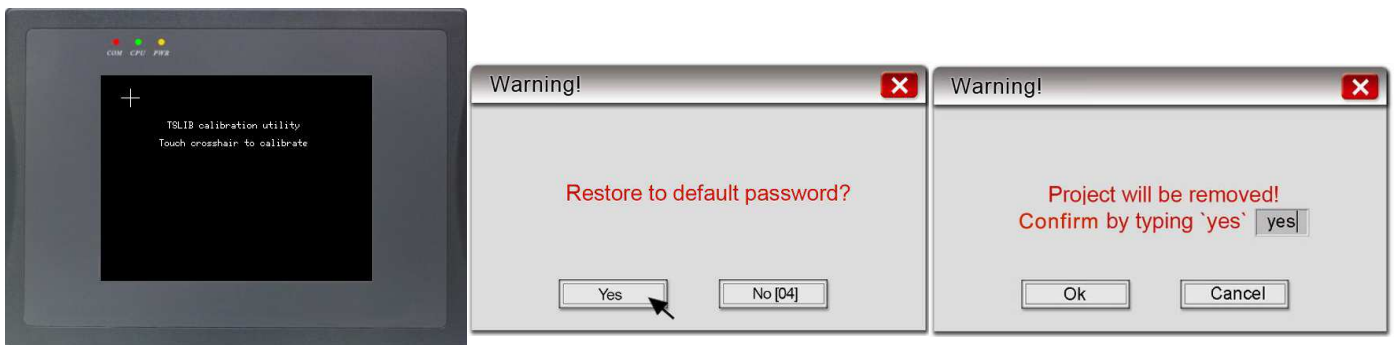 COM CPU PWR
TSLIB calibration utility
Touch crosshair to calibrate
Warning!
Restore to default password?
Yes
No [04]
Warning!
Project will be removed!
Confirm by typing `yes` yes
Ok
Cancel